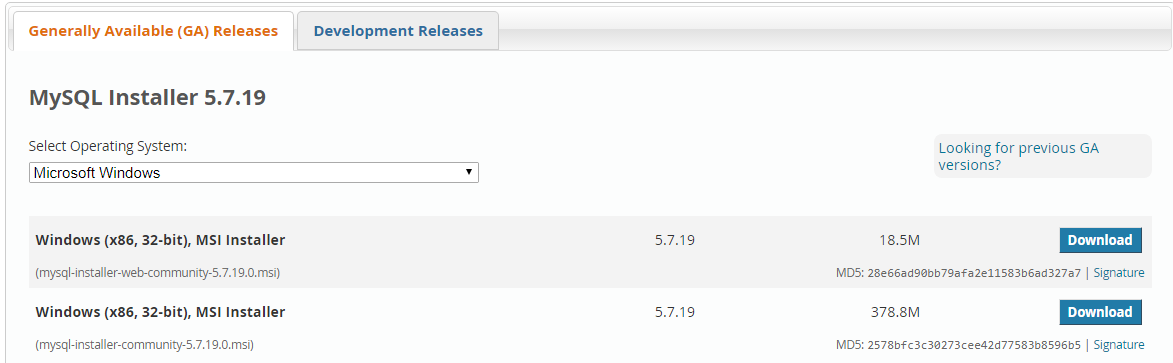 Generally Available (GA) Releases Development Releases
MySQL Installer 5.7.19
Select Operating System:
Looking for previous GA
versions?
Microsoft Windows
Windows (x86, 32-bit), MSI Installer 5.7.19 18.5M Download
(mysql-installer-web-community-5.7.19.0.msi) MD5: 28e66ad90bb79afa2e11583b6ad327a7 | Signature
Windows (x86, 32-bit), MSI Installer 5.7.19 378.8M Download
(mysql-installer-community-5.7.19.0.msi) MD5: 2578bfc3c30273cee42d77583b8596b5 | Signature